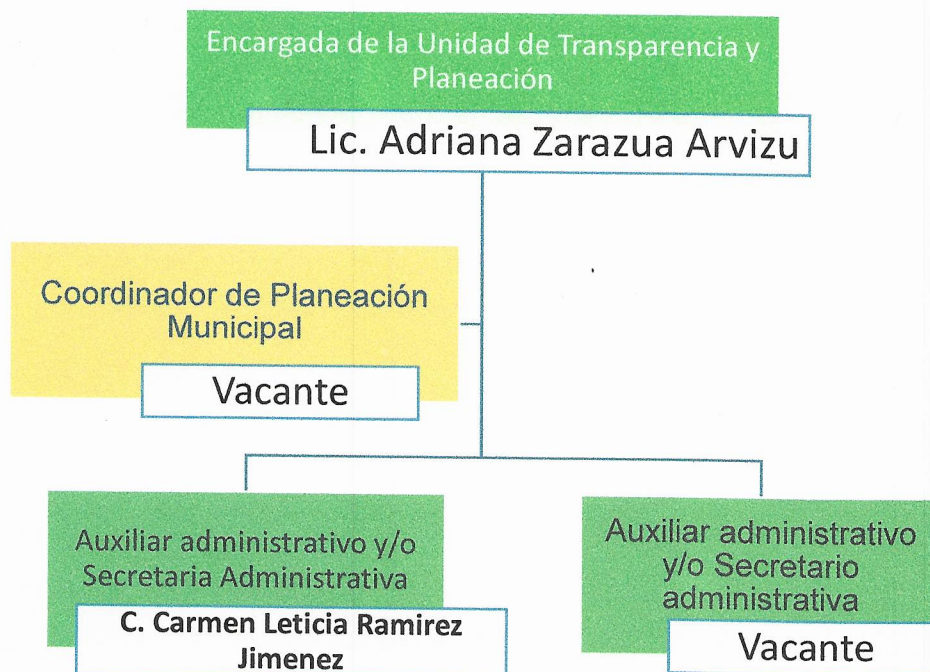 Encargada de la Unidad de Transparencia y
Planeación
Lic. Adriana Zarazua Arvizu
Coordinador de Planeación
Municipal
Vacante
Auxiliar administrativo y/o
Secretaria Administrativa
C. Carmen Leticia Ramirez
Jimenez
Auxiliar administrativo
y/o Secretario
administrativa
Vacante